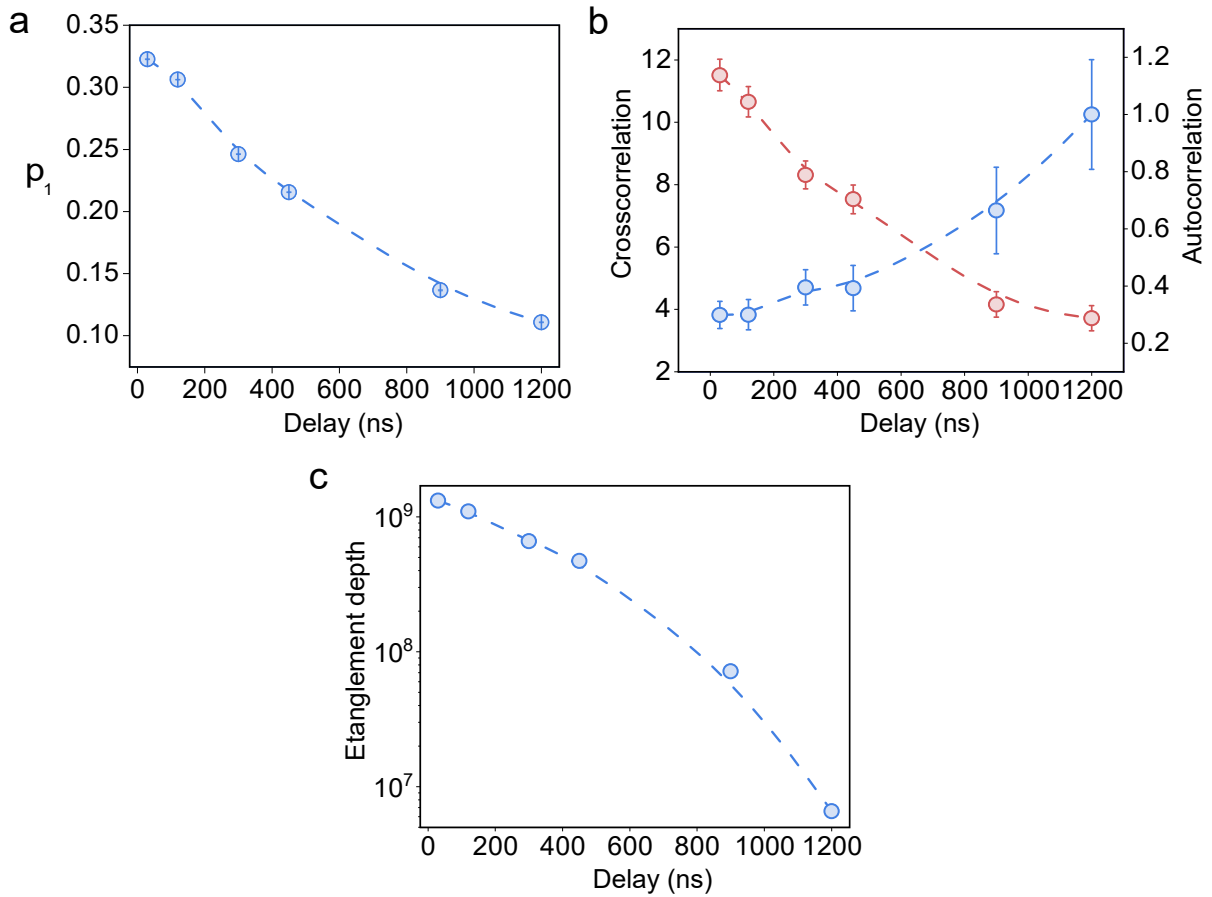 a
0.35
0.30
0.25
0.20
0.15
0.10
p1
0 200 400 600 800 1000 1200
Delay (ns)
b
12
10
8
6
4
2
Crosscorrelation
1.2
1.0
0.8
0.6
0.4
0.2
Autocorrelation
0 200 400 600 800 1000 1200
Delay (ns)
c
10^9
10^8
10^7
Etanglement depth
0 200 400 600 800 1000 1200
Delay (ns)